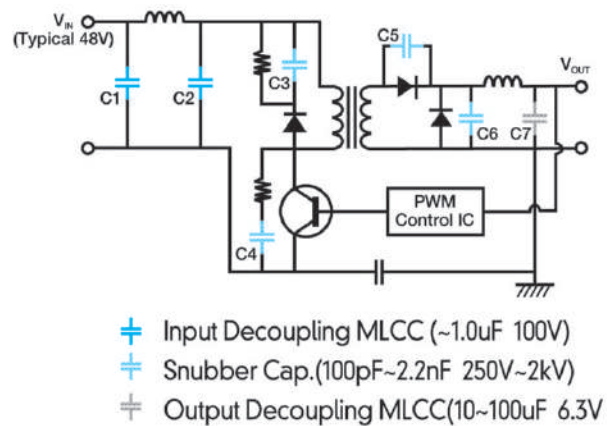 VIN
(Typical 48V)
C1
C2
C3
C4
C5
C6
C7
VOUT
PWM
Control IC
Input Decoupling MLCC (~1.0uF 100V)
Snubber Cap.(100pF~2.2nF 250V~2kV)
Output Decoupling MLCC(10~100uF 6.3V